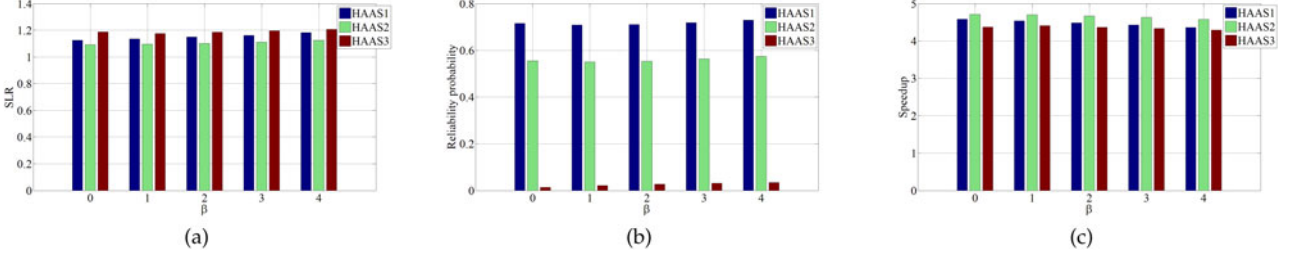 1.4
1.2
1
0.8
0.6
0.4
0.2
0
SLR
0 1 2 3 4
β
HAAS1
HAAS2
HAAS3
(a)
0.8
0.6
0.4
0.2
0
Reliability probability
0 1 2 3 4
β
HAAS1
HAAS2
HAAS3
(b)
5
4
3
2
1
0
Speedup
0 1 2 3 4
β
HAAS1
HAAS2
HAAS3
(c)